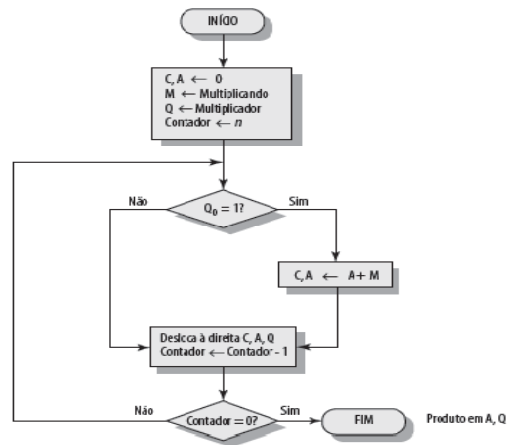 INÍCIO
C, A ← 0
M ← Multiplicando
Q ← Multiplicador
Contador ← n
Não
Q₀ = 1?
Sim
C, A ← A + M
Desloca à direita C, A, Q
Contador ← Contador - 1
Não
Contador = 0?
Sim
FIM
Produto em A, Q